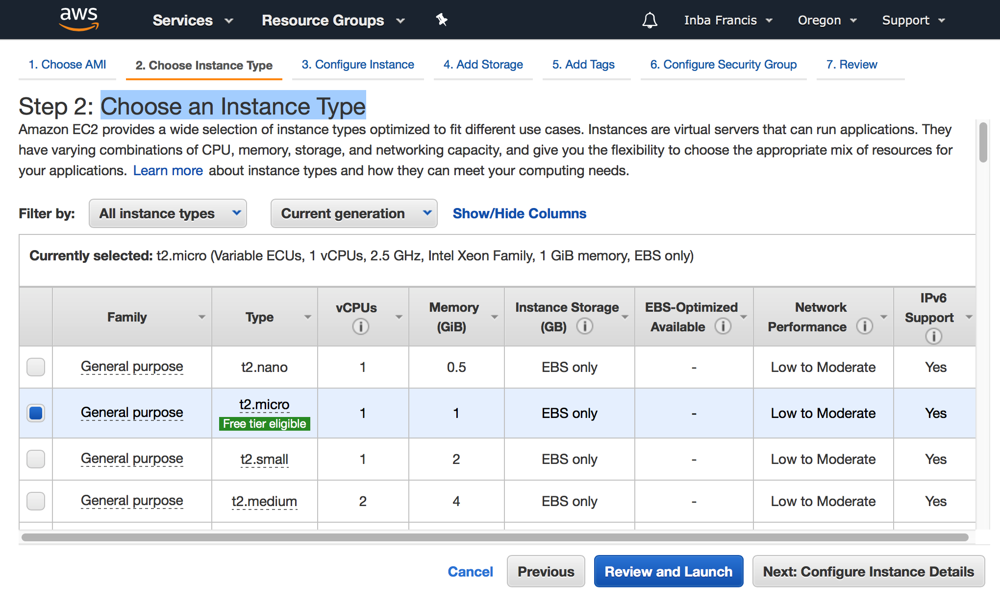 aws Services Resource Groups Inba Francis Oregon Support
1. Choose AMI 2. Choose Instance Type 3. Configure Instance 4. Add Storage 5. Add Tags 6. Configure Security Group 7. Review
Step 2: Choose an Instance Type
Amazon EC2 provides a wide selection of instance types optimized to fit different use cases. Instances are virtual servers that can run applications. They
have varying combinations of CPU, memory, storage, and networking capacity, and give you the flexibility to choose the appropriate mix of resources for
your applications. Learn more about instance types and how they can meet your computing needs.
Filter by: All instance types Current generation Show/Hide Columns
Currently selected: t2.micro (Variable ECUs, 1 vCPUs, 2.5 GHz, Intel Xeon Family, 1 GiB memory, EBS only)
Family Type vCPUs Memory (GiB) Instance Storage (GB) EBS-Optimized Available Network Performance IPv6 Support
General purpose t2.nano 1 0.5 EBS only - Low to Moderate Yes
General purpose t2.micro Free tier eligible 1 1 EBS only - Low to Moderate Yes
General purpose t2.small 1 2 EBS only - Low to Moderate Yes
General purpose t2.medium 2 4 EBS only - Low to Moderate Yes
Cancel Previous Review and Launch Next: Configure Instance Details